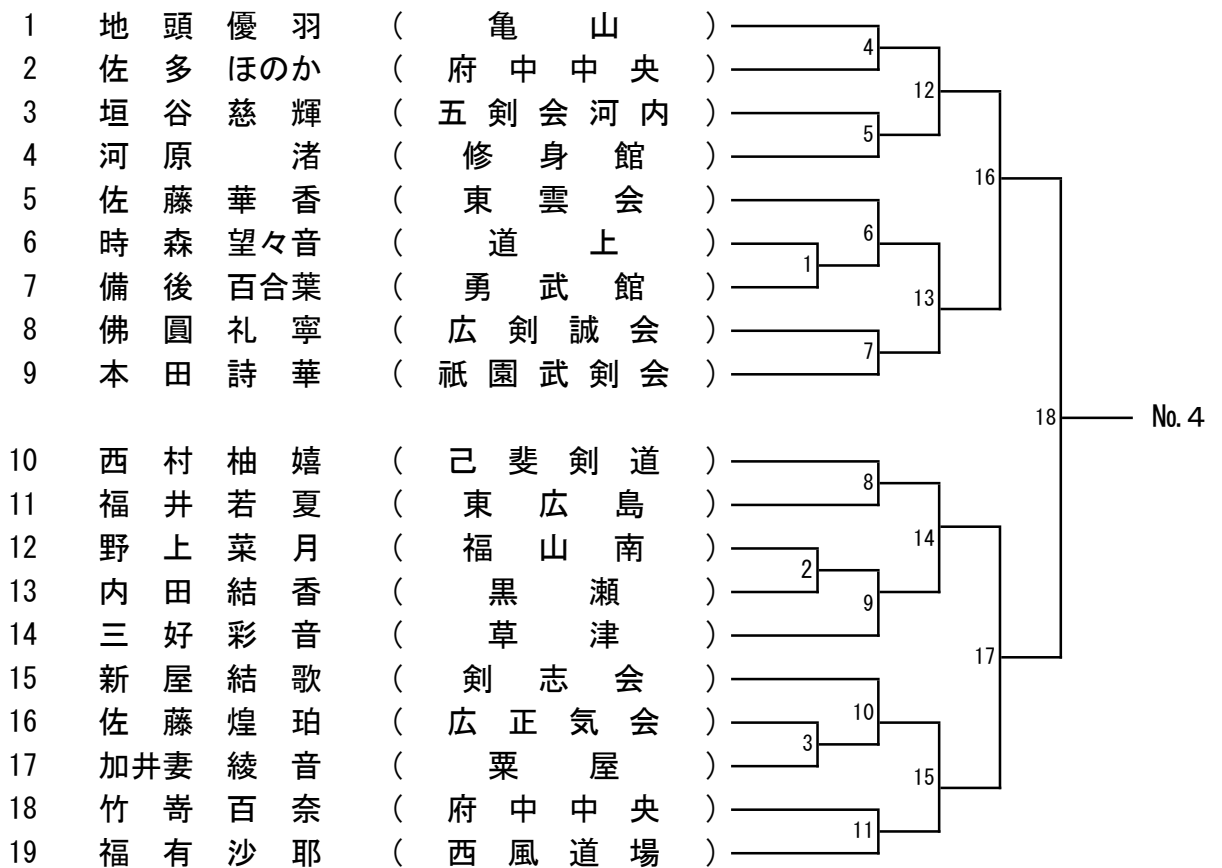 1 地頭優羽 (亀山)
4
2 佐多ほのか (府中中央)
12
3 垣谷慈輝 (五剣会河内)
5
4 河原渚 (修身館)
16
5 佐藤華香 (東雲会)
6
6 時森望々音 (道上)
1
7 備後百合葉 (勇武館)
13
8 佛圓礼寧 (広剣誠会)
7
9 本田詩華 (祇園武剣会)
18 №4
10 西村柚嬉 (己斐剣道)
8
11 福井若夏 (東広島)
14
12 野上菜月 (福山南)
2
13 内田結香 (黒瀬)
9
14 三好彩音 (草津)
17
15 新屋結歌 (剣志会)
10
16 佐藤煌珀 (広正気会)
3
17 加井妻綾音 (粟屋)
15
18 竹嵜百奈 (府中中央)
11
19 福有沙耶 (西風道場)